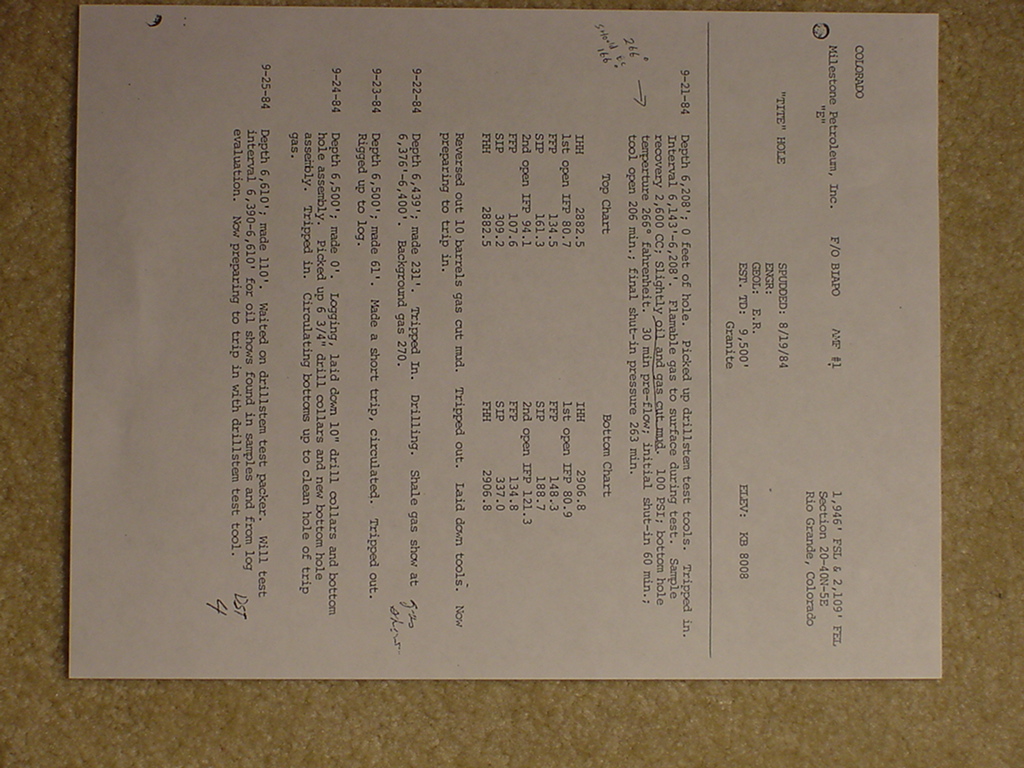 COLORADO
Milestone Petroleum, Inc. F/O BIAPO AMF #1
"E"
1,946' FSL & 2,109' FEL
Section 20-40N-5E
Rio Grande, Colorado
"TITE" HOLE
SPUDDED: 8/19/84
ENGR:
GEOL: E.R.
EST. TD: 9,500'
Granite
ELEV: KB 8008
9-21-84 Depth 6,208'; 0 feet of hole. Picked up drillstem test tools. Tripped in.
Interval 6,143'-6,208'. Flamable gas to surface during test. Sample
recovery 2,600 CC; Slightly oil and gas cut mud. 100 PSI; bottom hole
temperture 266° fahrenheit. 30 min pre-flow; initial shut-in 60 min.;
tool open 206 min.; final shut-in pressure 263 min.
266°
should be
166°
Top Chart Bottom Chart
IHH 2882.5 IHH 2906.8
1st open IFP 80.7 1st open IFP 80.9
FFP 134.5 FFP 148.3
SIP 161.3 SIP 188.7
2nd open IFP 94.1 2nd open IFP 121.3
FFP 107.6 FFP 134.8
SIP 309.2 SIP 337.0
FHH 2882.5 FHH 2906.8
Reversed out 10 barrels gas cut mud. Tripped out. Laid down tools. Now
preparing to trip in.
9-22-84 Depth 6,439'; made 231'. Tripped In. Drilling. Shale gas show at
6,376'-6,400'. Background gas 270.
gas
show
9-23-84 Depth 6,500'; made 61'. Made a short trip, circulated. Tripped out.
Rigged up to log.
9-24-84 Depth 6,500'; made 0'. Logging, laid down 10" drill collars and bottom
hole assembly. Picked up 6 3/4" drill collars and new bottom hole
assembly. Tripped in. Circulating bottoms up to clean hole of trip
gas.
9-25-84 Depth 6,610'; made 110'. Waited on drillstem test packer. Will test
interval 6,390-6,610' for oil shows found in samples and from log
evaluation. Now preparing to trip in with drillstem test tool.
DST
4